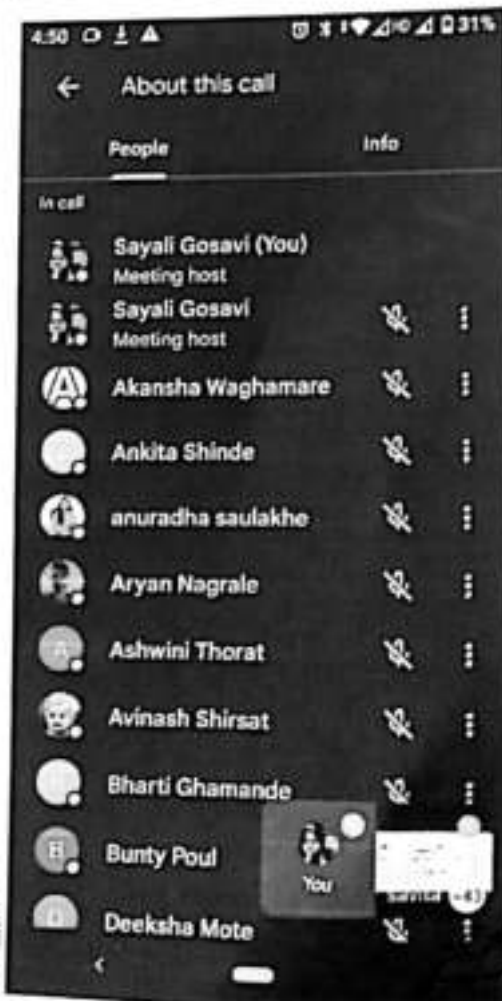 4:50
31%
About this call
People
Info
In call
Sayali Gosavi (You)
Meeting host
Sayali Gosavi
Meeting host
A
Akansha Waghamare
Ankita Shinde
anuradha saulakhe
Aryan Nagrale
A
Ashwini Thorat
Avinash Shirsat
Bharti Ghamande
B
Bunty Poul
You
savita
+43
Deeksha Mote